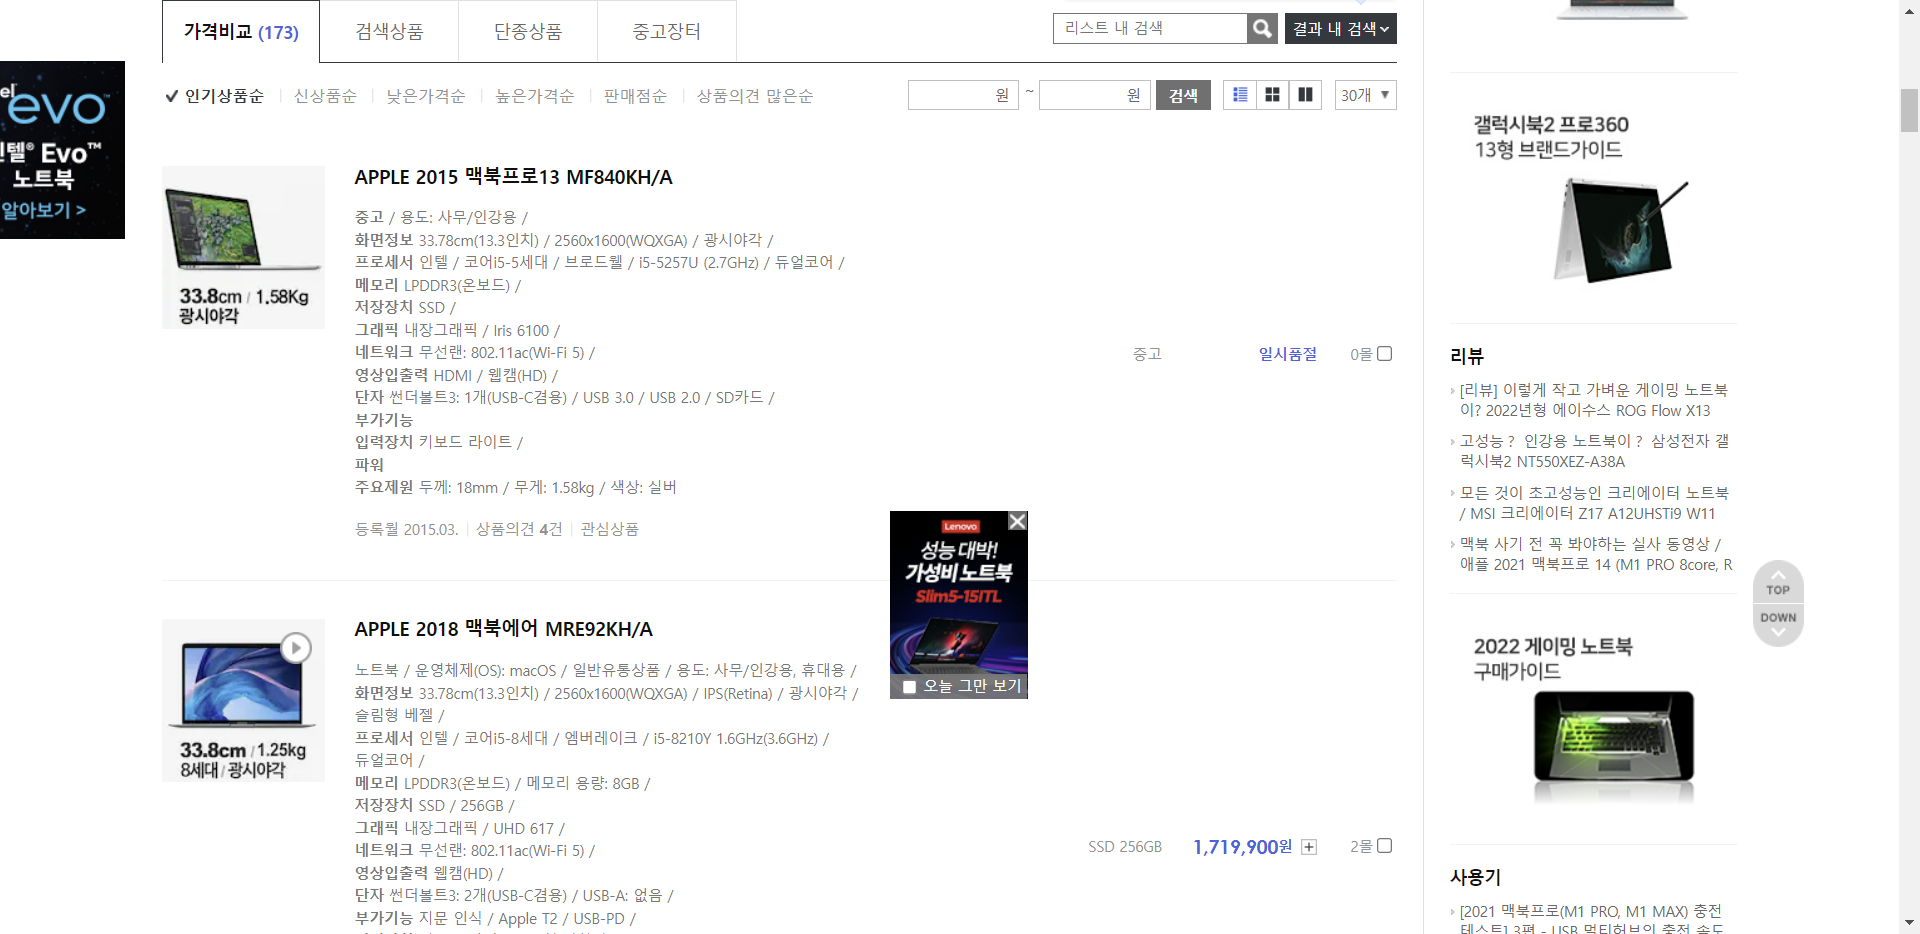 가격비교 (173)
검색상품
단종상품
중고장터
리스트 내 검색
결과 내 검색
인기상품순
신상품순
낮은가격순
높은가격순
판매점순
상품의견 많은순
원 ~ 원
검색
30개 ▼
evo
Evo™
노트북
알아보기 >
33.8cm / 1.58Kg
광시야각
APPLE 2015 맥북프로13 MF840KH/A
중고 / 용도: 사무/인강용 /
화면정보 33.78cm(13.3인치) / 2560x1600(WQXGA) / 광시야각 /
프로세서 인텔 / 코어i5-5세대 / 브로드웰 / i5-5257U (2.7GHz) / 듀얼코어 /
메모리 LPDDR3(온보드) /
저장장치 SSD /
그래픽 내장그래픽 / Iris 6100 /
네트워크 무선랜: 802.11ac(Wi-Fi 5) /
영상입출력 HDMI / 웹캠(HD) /
단자 썬더볼트3: 1개(USB-C겸용) / USB 3.0 / USB 2.0 / SD카드 /
부가기능
입력장치 키보드 라이트 /
파워
주요제원 두께: 18mm / 무게: 1.58kg / 색상: 실버
등록월 2015.03.
상품의견 4건
관심상품
중고
일시품절
0몰
Lenovo
성능 대박!
가성비 노트북
Slim5-15ITL
오늘 그만 보기
33.8cm / 1.25kg
8세대 / 광시야각
APPLE 2018 맥북에어 MRE92KH/A
노트북 / 운영체제(OS): macOS / 일반유통상품 / 용도: 사무/인강용, 휴대용 /
화면정보 33.78cm(13.3인치) / 2560x1600(WQXGA) / IPS(Retina) / 광시야각 /
슬림형 베젤 /
프로세서 인텔 / 코어i5-8세대 / 엠버레이크 / i5-8210Y 1.6GHz(3.6GHz) /
듀얼코어 /
메모리 LPDDR3(온보드) / 메모리 용량: 8GB /
저장장치 SSD / 256GB /
그래픽 내장그래픽 / UHD 617 /
네트워크 무선랜: 802.11ac(Wi-Fi 5) /
영상입출력 웹캠(HD) /
단자 썬더볼트3: 2개(USB-C겸용) / USB-A: 없음 /
부가기능 지문 인식 / Apple T2 / USB-PD /
SSD 256GB
1,719,900원
2몰
갤럭시북2 프로360
13형 브랜드가이드
리뷰
[리뷰] 이렇게 작고 가벼운 게이밍 노트북
이? 2022년형 에이수스 ROG Flow X13
고성능 ? 인강용 노트북이 ? 삼성전자 갤
럭시북2 NT550XEZ-A38A
모든 것이 초고성능인 크리에이터 노트북
/ MSI 크리에이터 Z17 A12UHSTi9 W11
맥북 사기 전 꼭 봐야하는 실사 동영상 /
애플 2021 맥북프로 14 (M1 PRO 8core, R
TOP
DOWN
2022 게이밍 노트북
구매가이드
사용기
[2021 맥북프로(M1 PRO, M1 MAX) 충전
테스트] 3편 - USB 멀티허브의 충전 속도